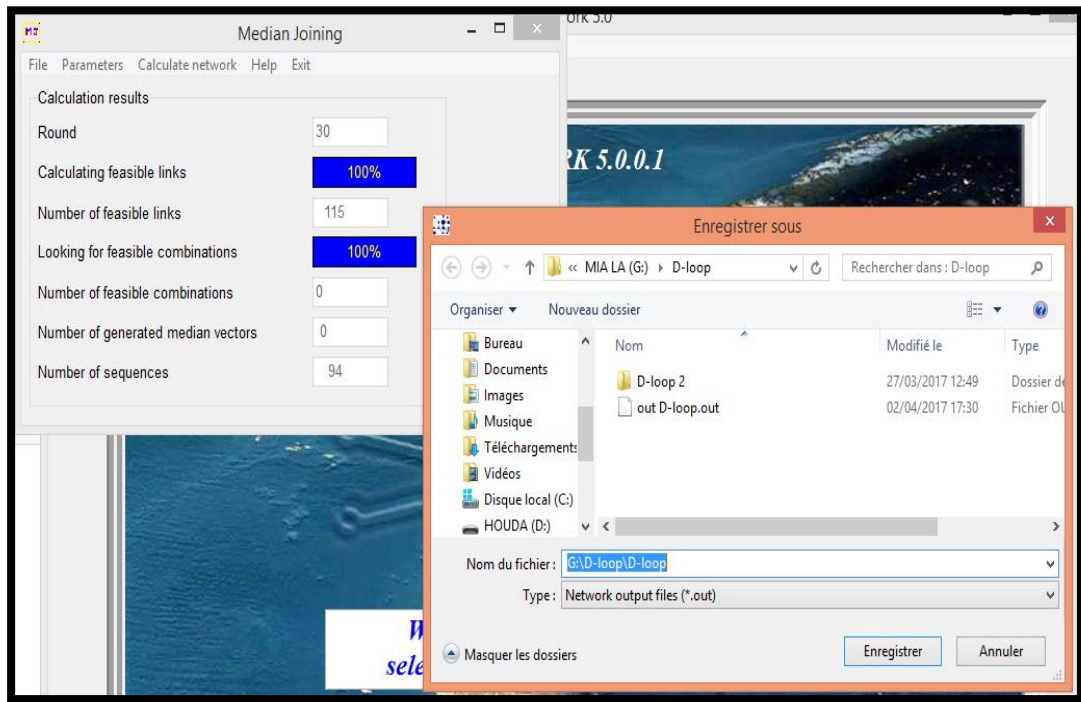 MJ
Median Joining
File Parameters Calculate network Help Exit
Calculation results
Round 30
Calculating feasible links 100%
Number of feasible links 115
Looking for feasible combinations 100%
Number of feasible combinations 0
Number of generated median vectors 0
Number of sequences 94
5.0
5.0.0.1
Enregistrer sous
« MIA LA (G:) D-loop
Rechercher dans : D-loop
Organiser Nouveau dossier
Bureau
Documents
Images
Musique
Téléchargements
Vidéos
Disque local (C:)
HOUDA (D:)
Nom Modifié le Type
D-loop 2 27/03/2017 12:49 Dossier de
out D-loop.out 02/04/2017 17:30 Fichier OU
Nom du fichier : G:\D-loop\D-loop
Type : Network output files (*.out)
Masquer les dossiers
Enregistrer Annuler
W
sele